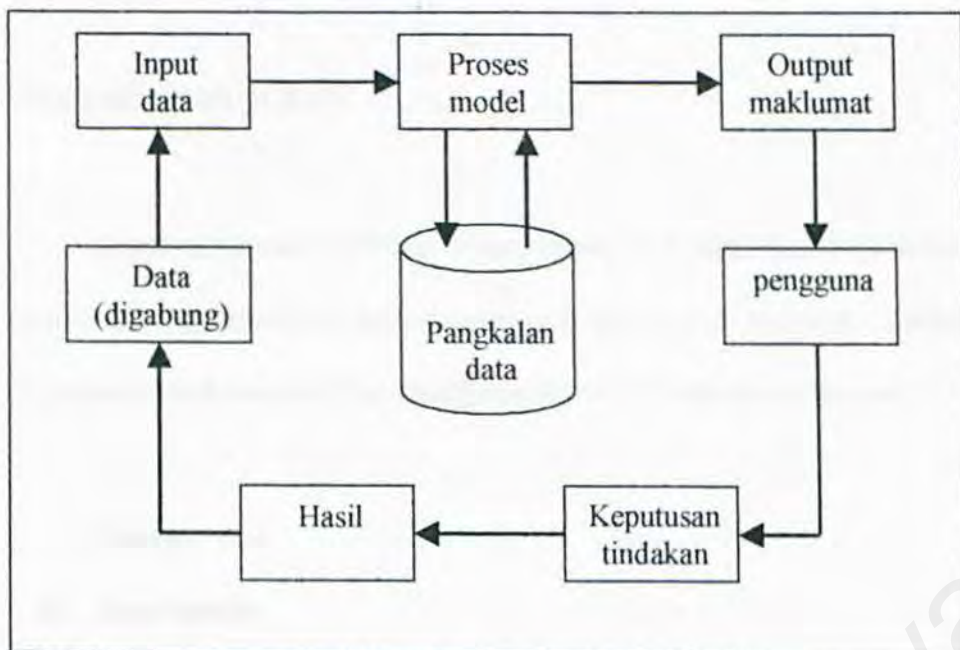 Input
data
Proses
model
Output
maklumat
Data
(digabung)
Pangkalan
data
pengguna
Hasil
Keputusan
tindakan